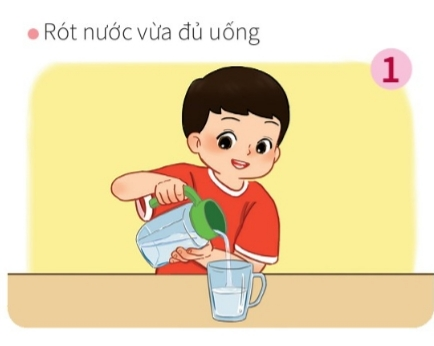 Rót nước vừa đủ uống
1